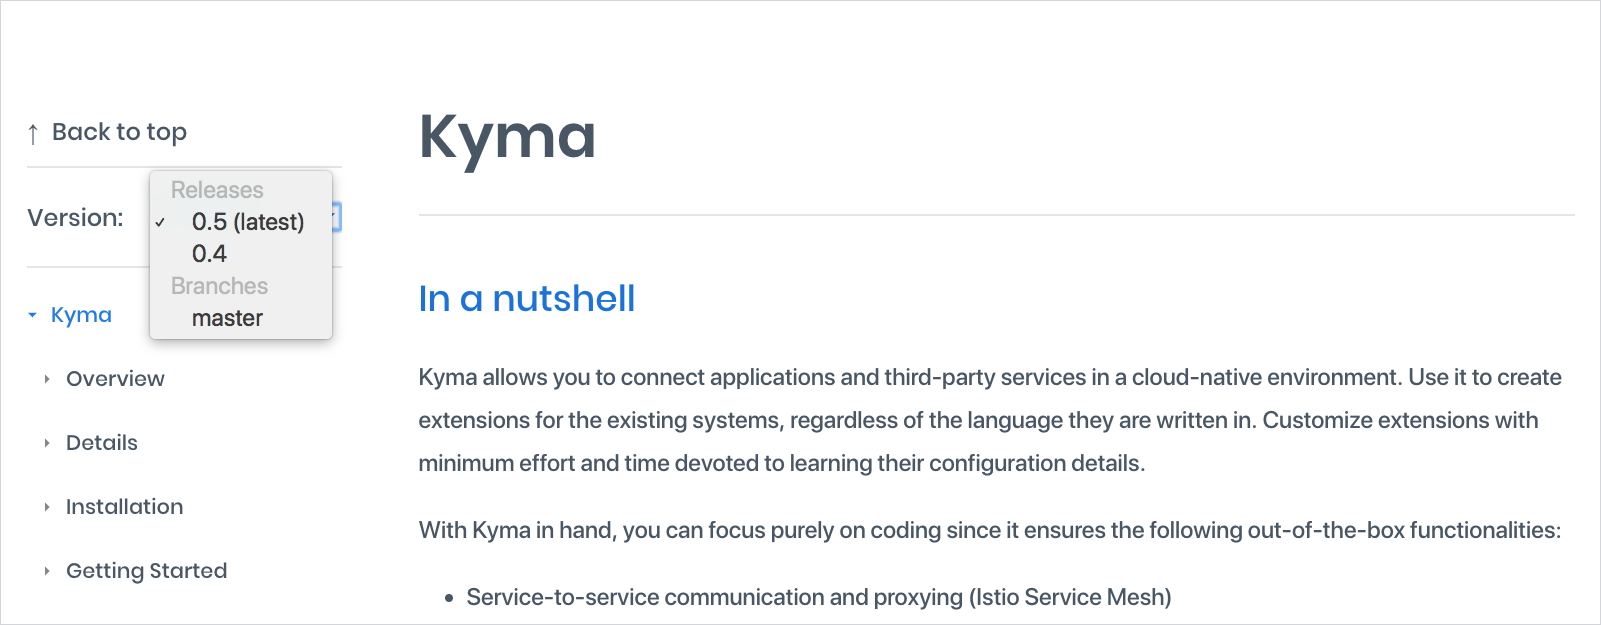 ↑ Back to top
Version:
Releases
✓ 0.5 (latest)
0.4
Branches
master
Kyma
Overview
Details
Installation
Getting Started
Kyma
In a nutshell
Kyma allows you to connect applications and third-party services in a cloud-native environment. Use it to create
extensions for the existing systems, regardless of the language they are written in. Customize extensions with
minimum effort and time devoted to learning their configuration details.
With Kyma in hand, you can focus purely on coding since it ensures the following out-of-the-box functionalities:
• Service-to-service communication and proxying (Istio Service Mesh)